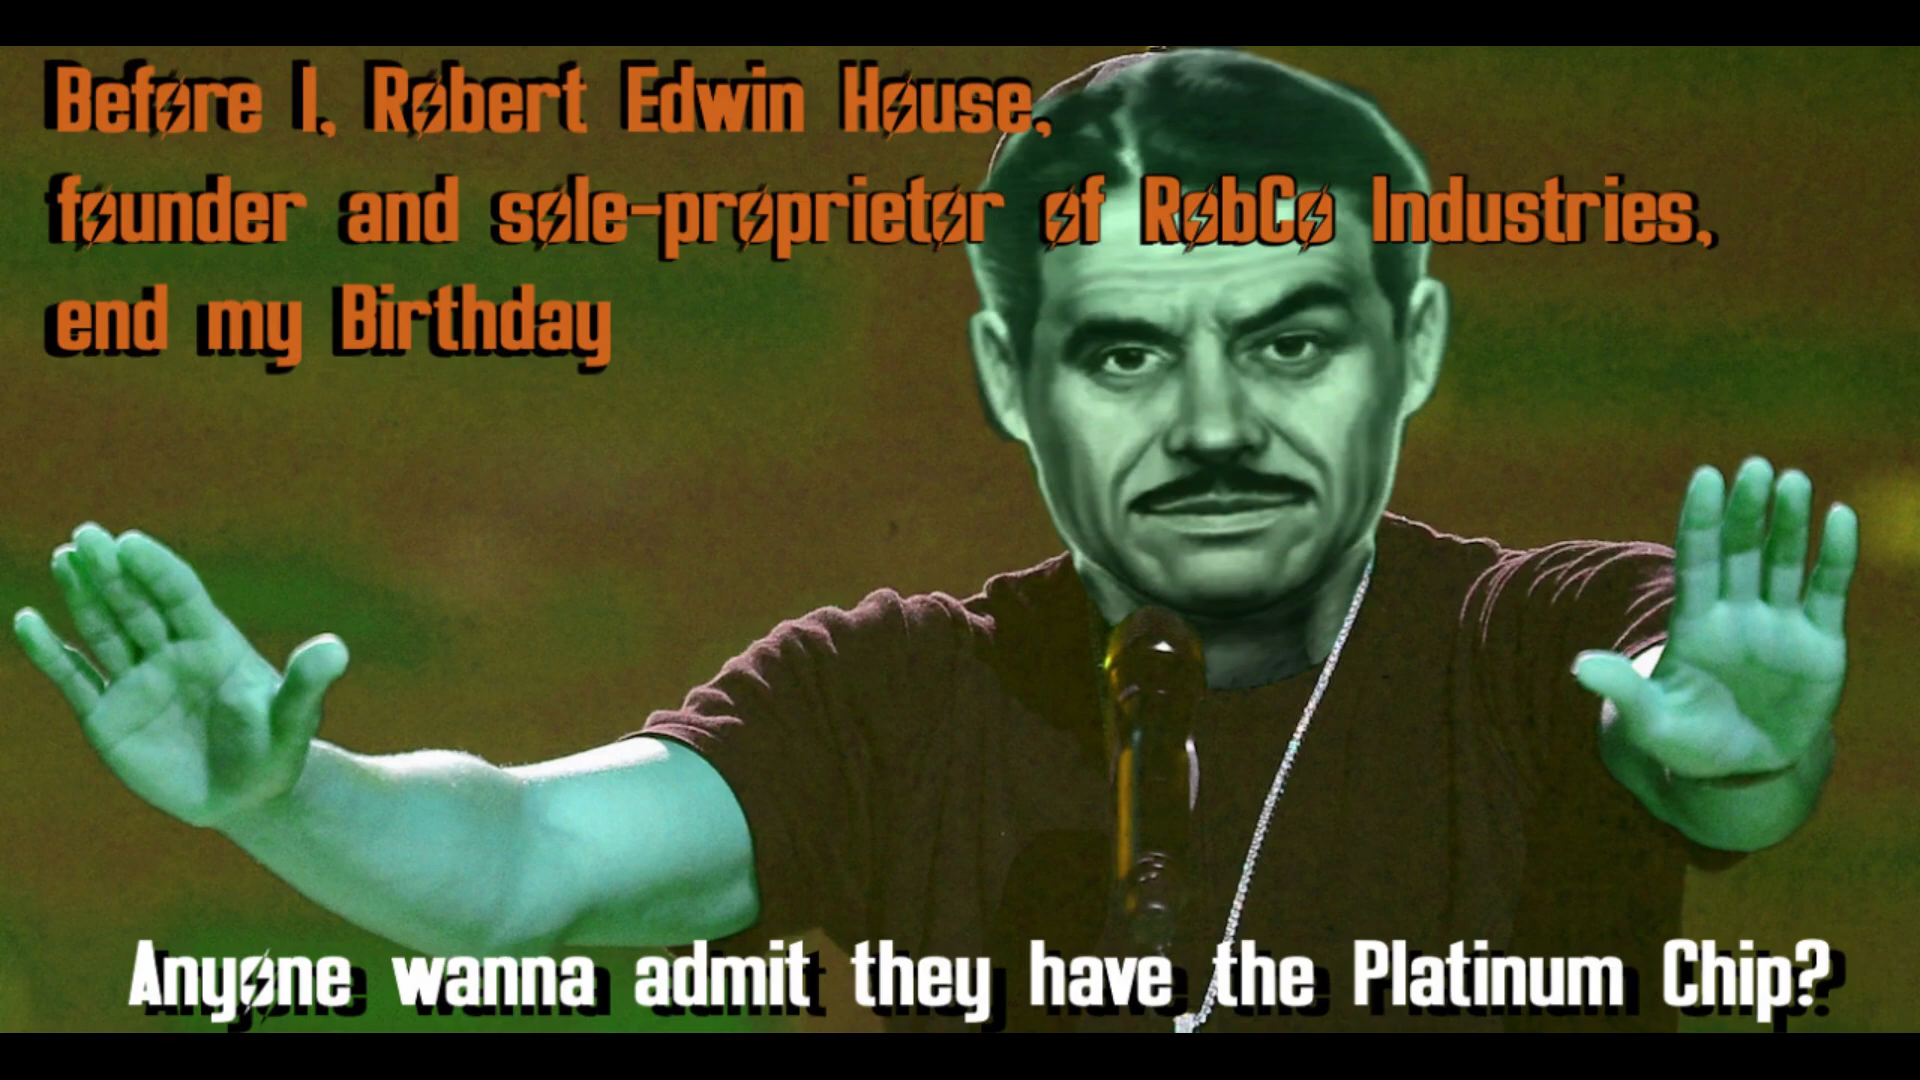 Before I, Robert Edwin House,
founder and sole-proprietor of RobCo Industries,
end my Birthday
Anyone wanna admit they have the Platinum Chip?